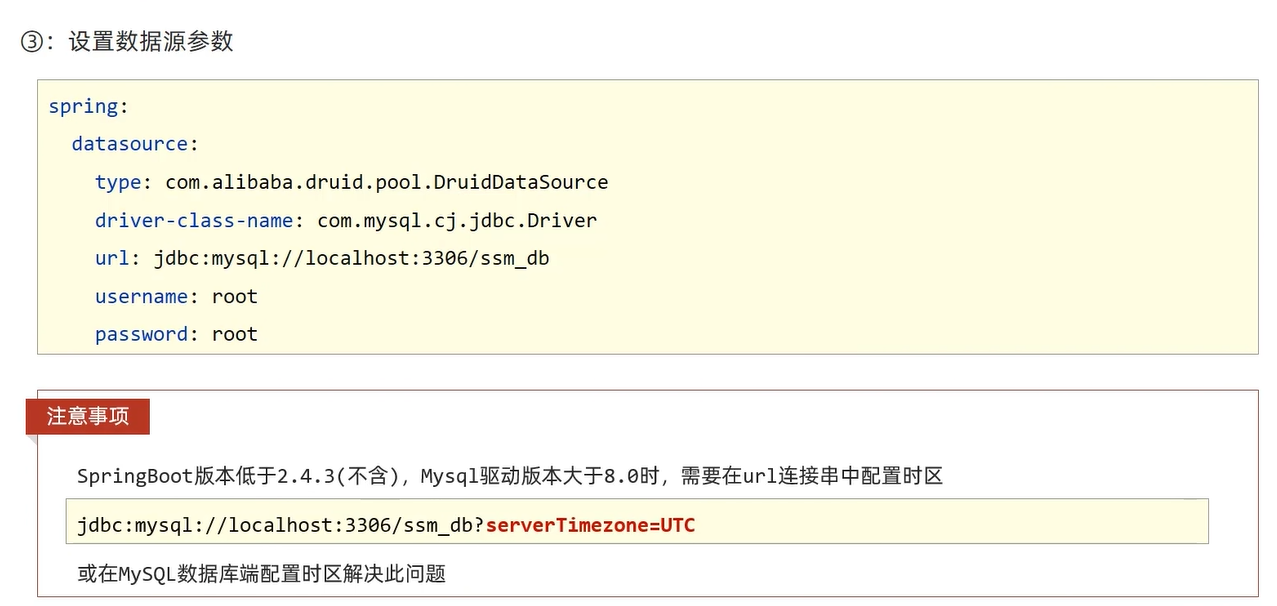 ③：设置数据源参数
spring:
  datasource:
    type: com.alibaba.druid.pool.DruidDataSource
    driver-class-name: com.mysql.cj.jdbc.Driver
    url: jdbc:mysql://localhost:3306/ssm_db
    username: root
    password: root
注意事项
SpringBoot版本低于2.4.3(不含)，Mysql驱动版本大于8.0时，需要在url连接串中配置时区
jdbc:mysql://localhost:3306/ssm_db?serverTimezone=UTC
或在MySQL数据库端配置时区解决此问题